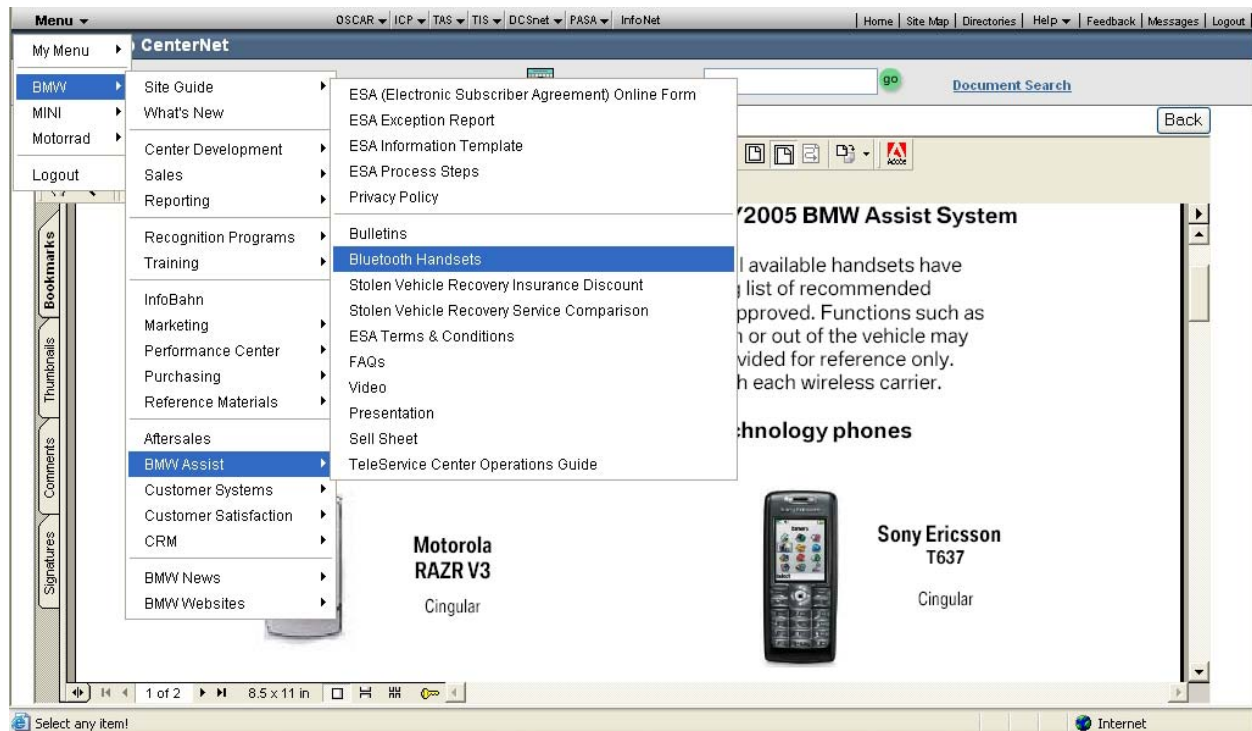 Menu
OSCAR ICP TAS TIS DCSnet PASA InfoNet
| Home | Site Map | Directories | Help | Feedback | Messages | Logout
CenterNet
My Menu
BMW
MINI
Motorrad
Logout
go
Document Search
Back
Site Guide
What's New
Center Development
Sales
Reporting
Recognition Programs
Training
InfoBahn
Marketing
Performance Center
Purchasing
Reference Materials
Aftersales
BMW Assist
Customer Systems
Customer Satisfaction
CRM
BMW News
BMW Websites
ESA (Electronic Subscriber Agreement) Online Form
ESA Exception Report
ESA Information Template
ESA Process Steps
Privacy Policy
Bulletins
Bluetooth Handsets
Stolen Vehicle Recovery Insurance Discount
Stolen Vehicle Recovery Service Comparison
ESA Terms & Conditions
FAQs
Video
Presentation
Sell Sheet
TeleService Center Operations Guide
Adobe
Bookmarks
Thumbnails
Comments
Signatures
/2005 BMW Assist System
available handsets have
list of recommended
pproved. Functions such as
or out of the vehicle may
vided for reference only.
h each wireless carrier.
hnology phones
Motorola
RAZR V3
Cingular
Sony Ericsson
T637
Cingular
1 of 2 8.5 x 11 in
Select any item!
Internet